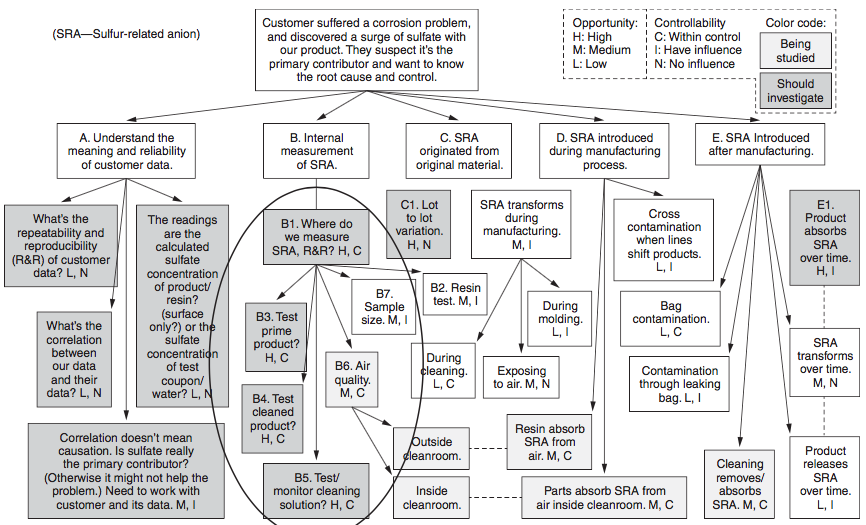 (SRA—Sulfur-related anion)
Customer suffered a corrosion problem,
and discovered a surge of sulfate with
our product. They suspect it's the
primary contributor and want to know
the root cause and control.
Opportunity:
H: High
M: Medium
L: Low
Controllability
C: Within control
I: Have influence
N: No influence
Color code:
Being
studied
Should
investigate
A. Understand the
meaning and reliability
of customer data.
B. Internal
measurement
of SRA.
C. SRA
originated from
original material.
D. SRA introduced
during manufacturing
process.
E. SRA Introduced
after manufacturing.
What's the
repeatability and
reproducibility
(R&R) of customer
data? L, N
The readings
are the
calculated
sulfate
concentration
of product/
resin?
(surface
only?) or the
sulfate
concentration
of test
coupon/
water? L, N
What's the
correlation
between
our data
and their
data? L, N
Correlation doesn't mean
causation. Is sulfate really
the primary contributor?
(Otherwise it might not help the
problem.) Need to work with
customer and its data. M, I
B1. Where do
we measure
SRA, R&R? H, C
B3. Test
prime
product?
H, C
B4. Test
cleaned
product?
H, C
B5. Test/
monitor cleaning
solution? H, C
B7.
Sample
size. M, I
B6. Air
quality.
M, C
B2. Resin
test. M, I
Outside
cleanroom.
Inside
cleanroom.
C1. Lot
to lot
variation.
H, N
SRA transforms
during
manufacturing.
M, I
During
cleaning.
L, C
Exposing
to air. M, N
During
molding.
L, I
Resin absorb
SRA from
air. M, C
Parts absorb SRA from
air inside cleanroom. M, C
Cross
contamination
when lines
shift products.
L, I
Bag
contamination.
L, C
Contamination
through leaking
bag. L, I
Cleaning
removes/
absorbs
SRA. M, C
E1.
Product
absorbs
SRA
over time.
H, I
SRA
transforms
over time.
M, N
Product
releases
SRA
over time.
L, I